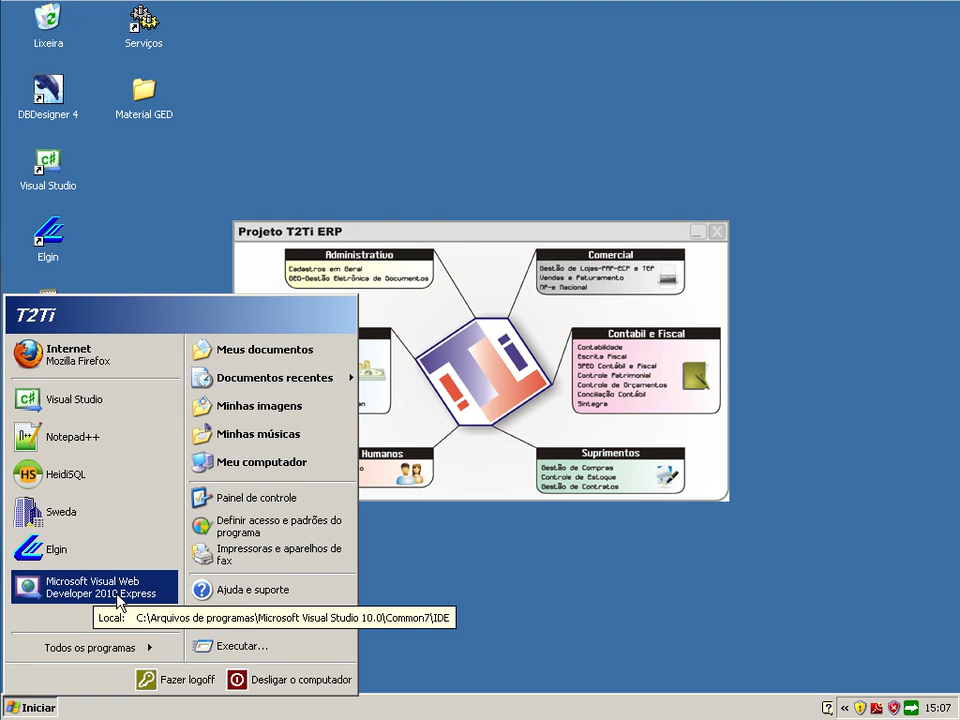 Lixeira
Serviços
DBDesigner 4
Material GED
Visual Studio
Elgin
Projeto T2Ti ERP
Administrativo
Cadastros em Geral
GED-Gestão Eletrônica de Documentos
Comercial
Gestão de Lojas-PAF-ECF e TEF
Vendas e Faturamento
NF-e Nacional
Contabil e Fiscal
Contabilidade
Escrita Fiscal
SPED Contábil e Fiscal
Controle Patrimonial
Controle de Orçamentos
Conciliação Contábil
Sintegra
Humanos
Suprimentos
Gestão de Compras
Controle de Estoque
Gestão de Contratos
T2Ti
Internet
Mozilla Firefox
Visual Studio
Notepad++
HeidiSQL
Sweda
Elgin
Microsoft Visual Web
Developer 2010 Express
Todos os programas
Meus documentos
Documentos recentes
Minhas imagens
Minhas músicas
Meu computador
Painel de controle
Definir acesso e padrões do
programa
Impressoras e aparelhos de
fax
Ajuda e suporte
Local: C:\Arquivos de programas\Microsoft Visual Studio 10.0\Common7\IDE
Executar...
Fazer logoff
Desligar o computador
Iniciar
15:07